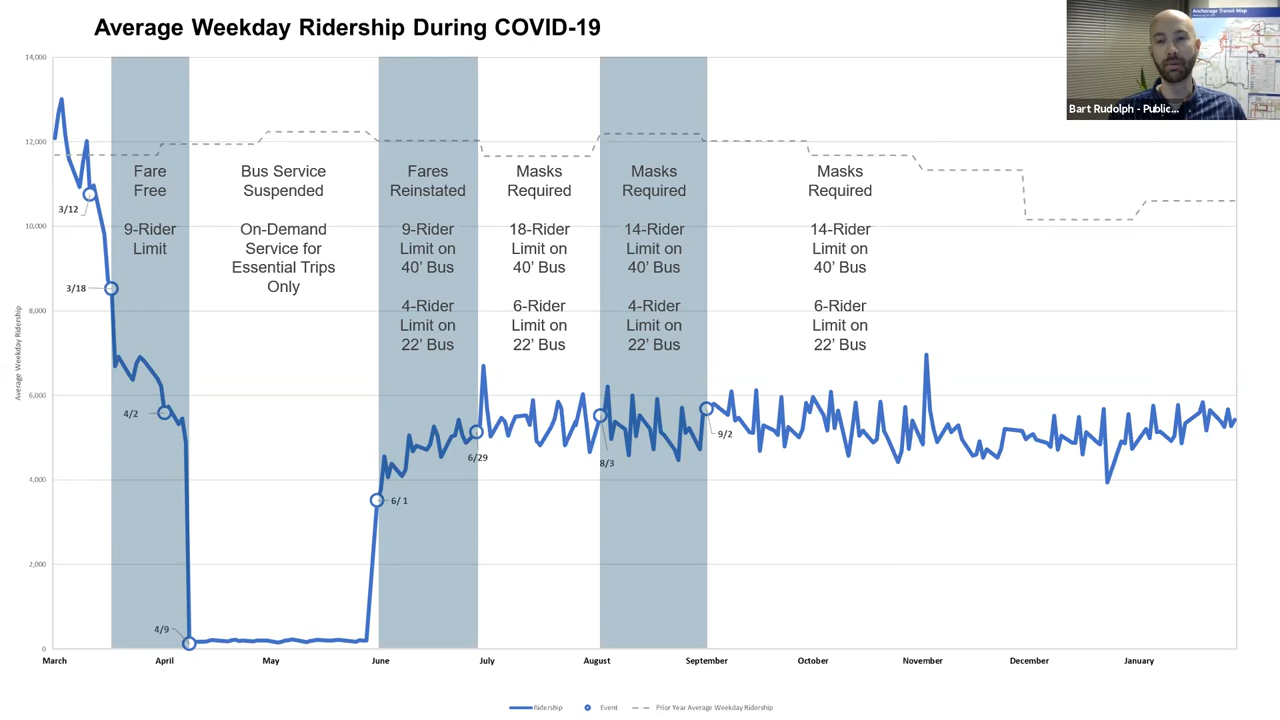 Average Weekday Ridership During COVID-19
Anchorage Transit Map
Bart Rudolph - Public...
Average Weekday Ridership
14,000
12,000
10,000
8,000
6,000
4,000
2,000
0
Fare
Free
9-Rider
Limit
Bus Service
Suspended
On-Demand
Service for
Essential Trips
Only
Fares
Reinstated
9-Rider
Limit on
40' Bus
4-Rider
Limit on
22' Bus
Masks
Required
18-Rider
Limit on
40' Bus
6-Rider
Limit on
22' Bus
Masks
Required
14-Rider
Limit on
40' Bus
4-Rider
Limit on
22' Bus
Masks
Required
14-Rider
Limit on
40' Bus
6-Rider
Limit on
22' Bus
3/12
3/18
4/2
4/9
6/ 1
6/29
8/3
9/2
March April May June July August September October November December January
Ridership Event Prior Year Average Weekday Ridership